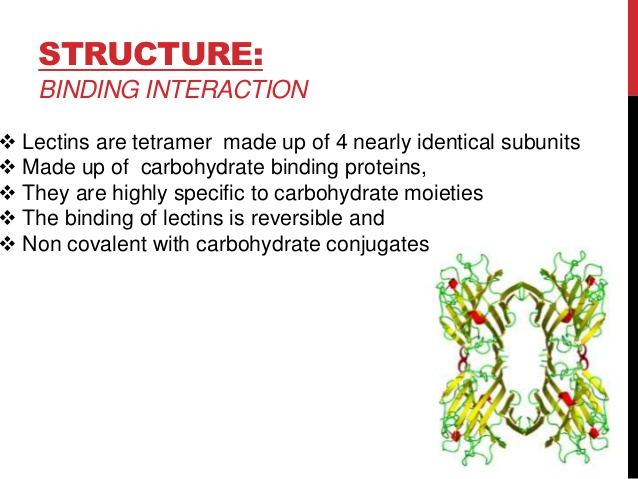 STRUCTURE:
BINDING INTERACTION
❖ Lectins are tetramer made up of 4 nearly identical subunits
❖ Made up of carbohydrate binding proteins,
❖ They are highly specific to carbohydrate moieties
❖ The binding of lectins is reversible and
❖ Non covalent with carbohydrate conjugates